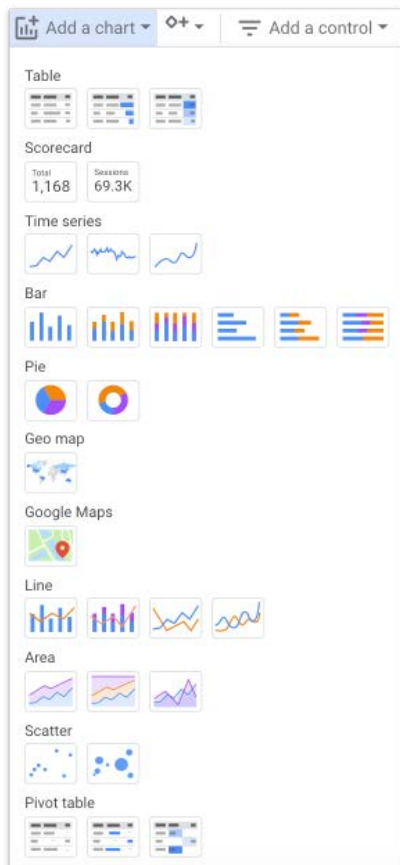 Add a chart Add a control
Table
Scorecard
Total Sessions
1,168 69.3K
Time series
Bar
Pie
Geo map
Google Maps
Line
Area
Scatter
Pivot table